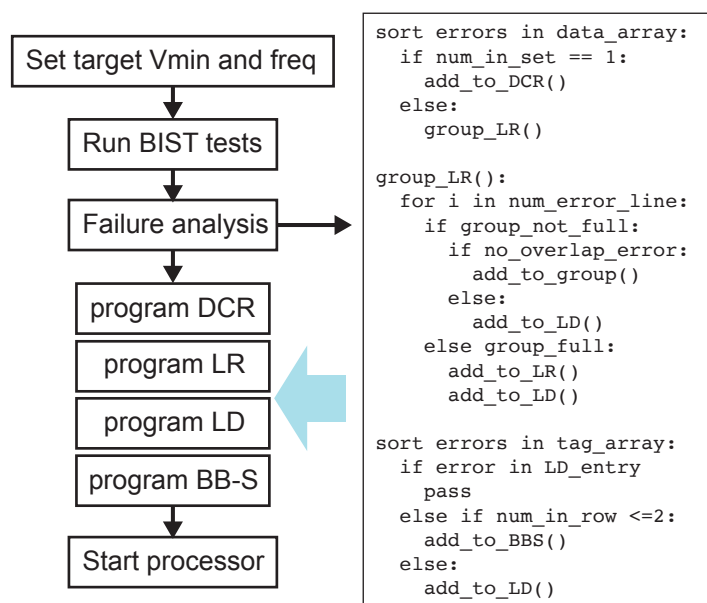 Set target Vmin and freq
Run BIST tests
Failure analysis
program DCR
program LR
program LD
program BB-S
Start processor
sort errors in data_array:
  if num_in_set == 1:
    add_to_DCR()
  else:
    group_LR()
group_LR():
  for i in num_error_line:
    if group_not_full:
      if no_overlap_error:
        add_to_group()
      else:
        add_to_LD()
    else group_full:
      add_to_LR()
      add_to_LD()
sort errors in tag_array:
  if error in LD_entry
    pass
  else if num_in_row <=2:
    add_to_BBS()
  else:
    add_to_LD()